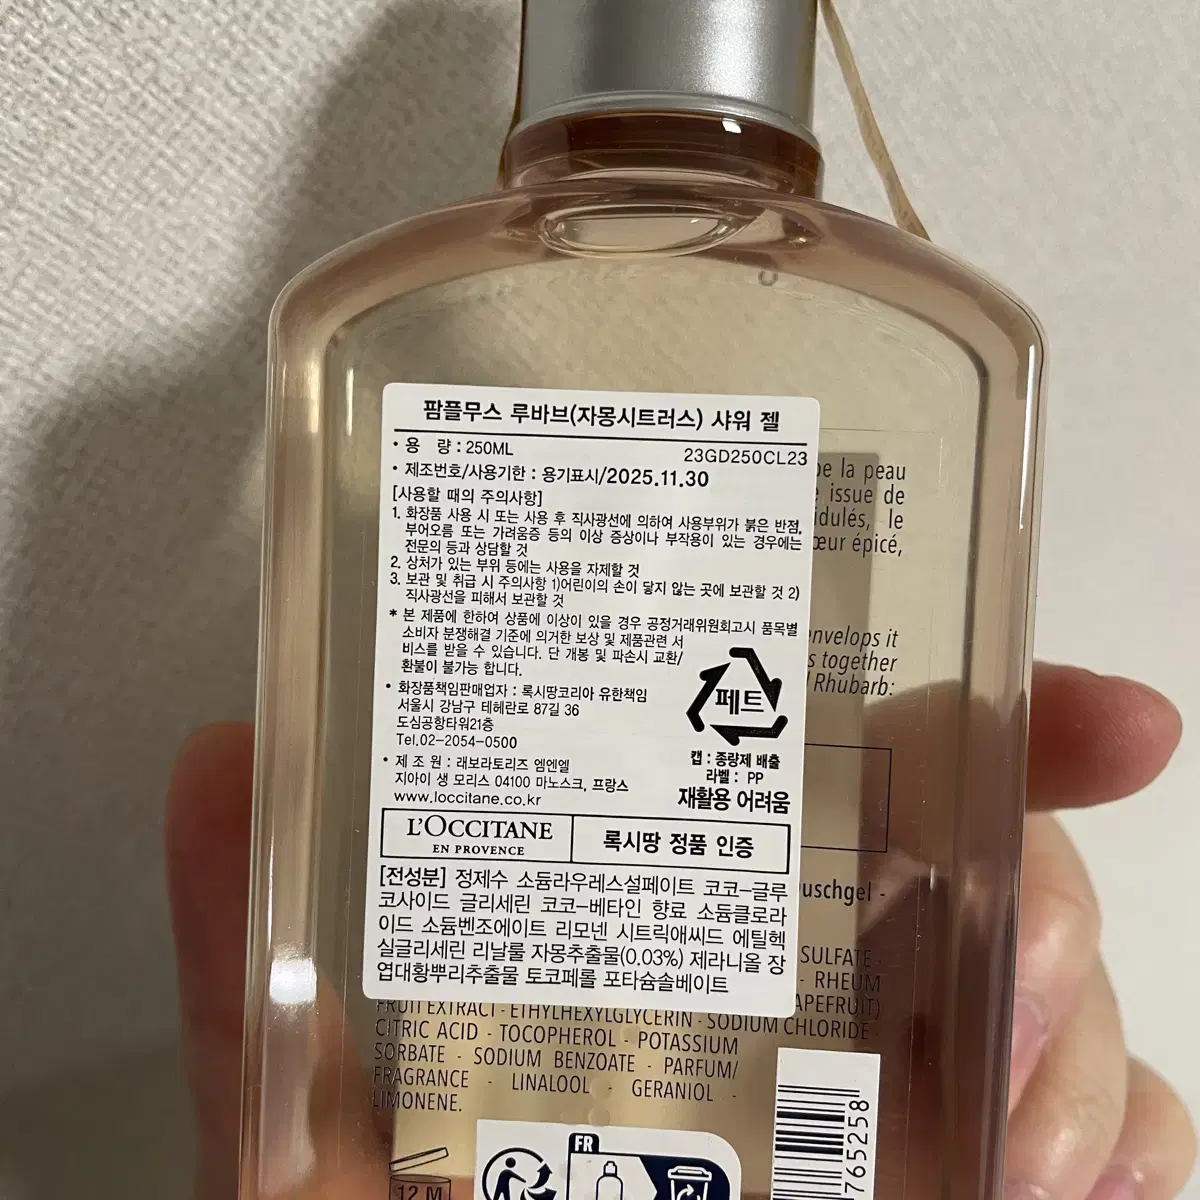 팜플무스 루바브(자몽시트러스) 샤워 젤
• 용 량 : 250ML 23GD250CL23
• 제조번호/사용기한 : 용기표시/2025.11.30
[사용할 때의 주의사항]
1. 화장품 사용 시 또는 사용 후 직사광선에 의하여 사용부위가 붉은 반점,
부어오름 또는 가려움증 등의 이상 증상이나 부작용이 있는 경우에는
전문의 등과 상담할 것
2. 상처가 있는 부위 등에는 사용을 자제할 것
3. 보관 및 취급 시 주의사항 1)어린이의 손이 닿지 않는 곳에 보관할 것 2)
직사광선을 피해서 보관할 것
* 본 제품에 한하여 상품에 이상이 있을 경우 공정거래위원회고시 품목별
소비자 분쟁해결 기준에 의거한 보상 및 제품관련 서
비스를 받을 수 있습니다. 단 개봉 및 파손시 교환/
환불이 불가능 합니다.
• 화장품책임판매업자 : 록시땅코리아 유한책임
서울시 강남구 테헤란로 87길 36
도심공항타워21층
Tel.02-2054-0500
• 제 조 원 : 래보라토리즈 엠엔엘
지아이 생 모리스 04100 마노스크, 프랑스
www.loccitane.co.kr
페트
캡 : 종량제 배출
라벨 : PP
재활용 어려움
L'OCCITANE
EN PROVENCE
록시땅 정품 인증
[전성분] 정제수 소듐라우레스설페이트 코코-글루
코사이드 글리세린 코코-베타인 향료 소듐클로라
이드 소듐벤조에이트 리모넨 시트릭애씨드 에틸헥
실글리세린 리날룰 자몽추출물(0.03%) 제라니올 장
엽대황뿌리추출물 토코페롤 포타슘솔베이트
la peau
issue de
le
épicé,
envelops it
together
Rhubarb:
SULFATE -
- RHEUM
FRUIT EXTRACT - ETHYLHEXYLGLYCERIN - SODIUM CHLORIDE -
CITRIC ACID - TOCOPHEROL - POTASSIUM
SORBATE - SODIUM BENZOATE - PARFUM/
FRAGRANCE - LINALOOL - GERANIOL -
LIMONENE.
FR
12 M
765258